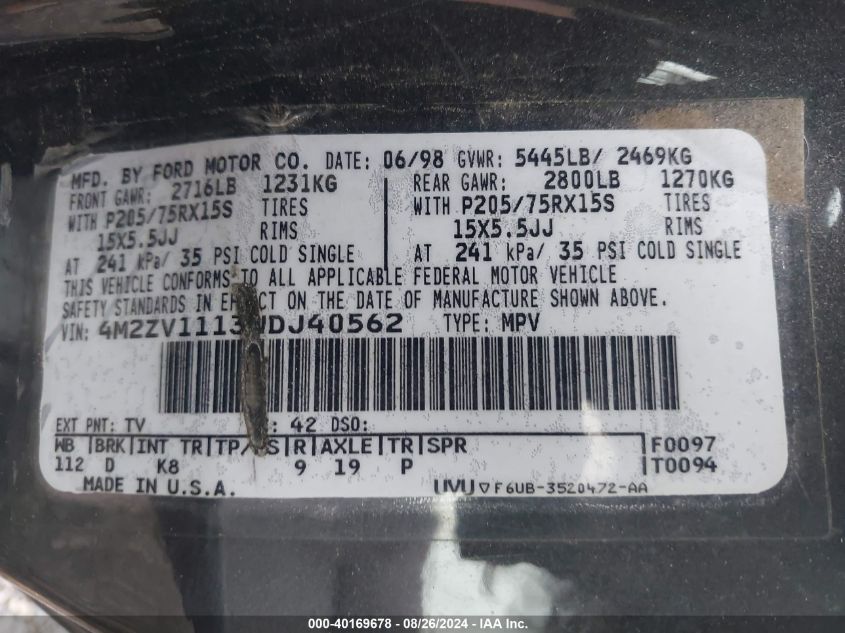 MFD. BY FORD MOTOR CO. DATE: 06/98 GVWR: 5445LB/ 2469KG
FRONT GAWR: 2716LB 1231KG REAR GAWR: 2800LB 1270KG
WITH P205/75RX15S TIRES WITH P205/75RX15S TIRES
15X5.5JJ RIMS 15X5.5JJ RIMS
AT 241 kPa/ 35 PSI COLD SINGLE AT 241 kPa/ 35 PSI COLD SINGLE
THIS VEHICLE CONFORMS TO ALL APPLICABLE FEDERAL MOTOR VEHICLE
SAFETY STANDARDS IN EFFECT ON THE DATE OF MANUFACTURE SHOWN ABOVE.
VIN: 4M2ZV1113WDJ40562 TYPE: MPV
EXT PNT: TV : 42 DSO:
WB BRK INT TR R AXLE TR SPR F0097
112 D K8 9 19 P T0094
MADE IN U.S.A. UVU F6UB-3520472-AA
000-40169678 - 08/26/2024 - IAA Inc.